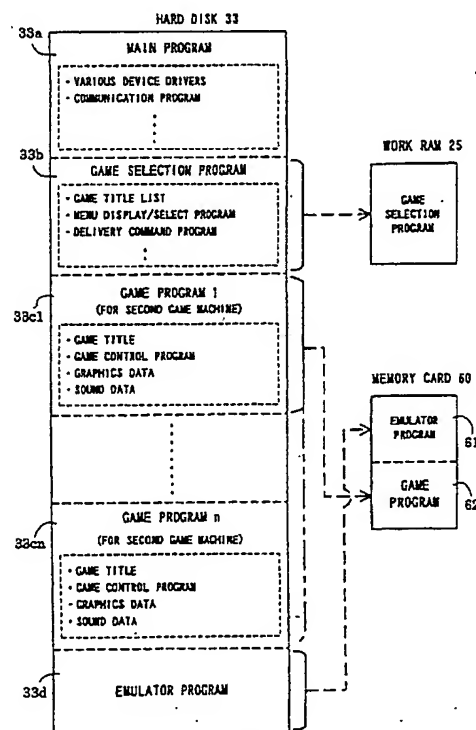 HARD DISK 33
33a
MAIN PROGRAM
• VARIOUS DEVICE DRIVERS
• COMMUNICATION PROGRAM
33b
GAME SELECTION PROGRAM
• GAME TITLE LIST
• MENU DISPLAY/SELECT PROGRAM
• DELIVERY COMMAND PROGRAM
33c1
GAME PROGRAM 1
(FOR SECOND GAME MACHINE)
• GAME TITLE
• GAME CONTROL PROGRAM
• GRAPHICS DATA
• SOUND DATA
33cn
GAME PROGRAM n
(FOR SECOND GAME MACHINE)
• GAME TITLE
• GAME CONTROL PROGRAM
• GRAPHICS DATA
• SOUND DATA
33d
EMULATOR PROGRAM
WORK RAM 25
GAME
SELECTION
PROGRAM
MEMORY CARD 60
EMULATOR
PROGRAM
61
GAME
PROGRAM
62